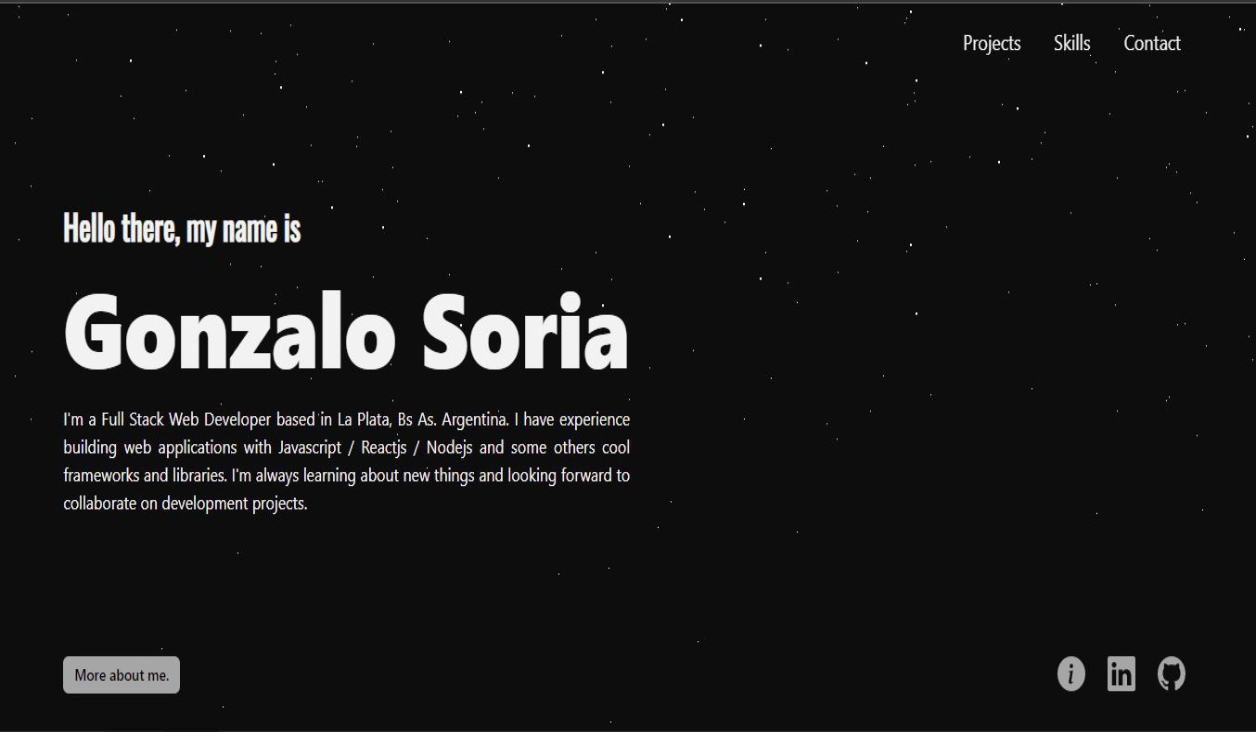 Projects Skills Contact
Hello there, my name is
Gonzalo Soria
I'm a Full Stack Web Developer based in La Plata, Bs As. Argentina. I have experience
building web applications with Javascript / Reactjs / Nodejs and some others cool
frameworks and libraries. I'm always learning about new things and looking forward to
collaborate on development projects.
More about me.
i in